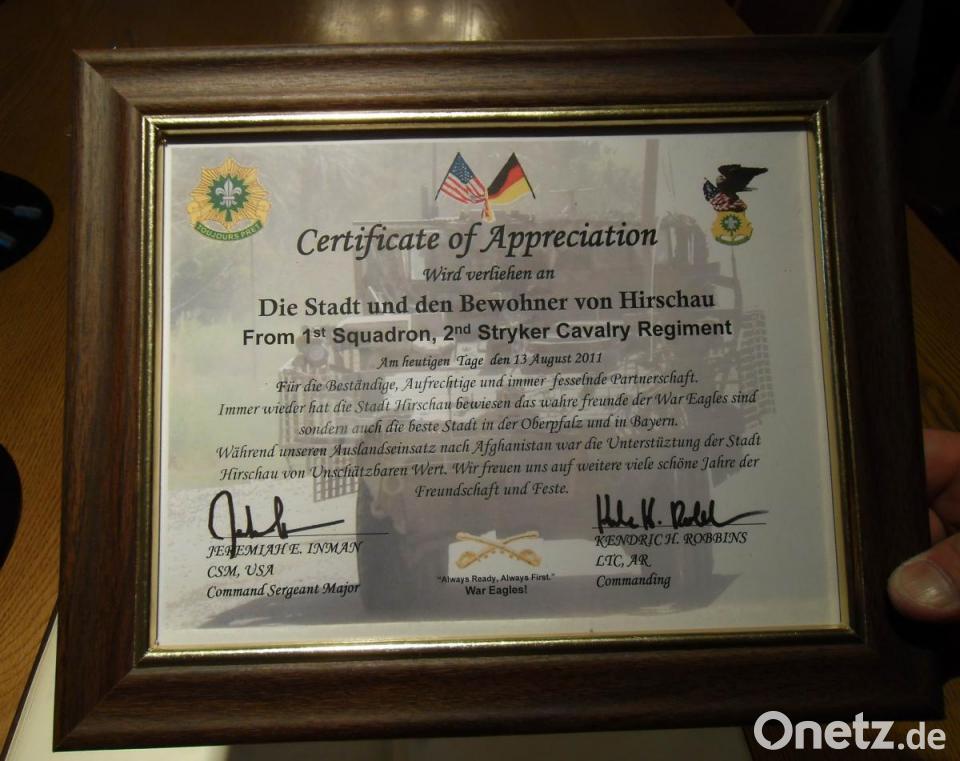 TOUJOURS PRET
Certificate of Appreciation
Wird verliehen an
Die Stadt und den Bewohner von Hirschau
From 1st Squadron, 2nd Stryker Cavalry Regiment
Am heutigen Tage den 13 August 2011
Für die Beständige, Aufrechtige und immer fesselnde Partnerschaft.
Immer wieder hat die Stadt Hirschau bewiesen das wahre freunde der War Eagles sind
sondern auch die beste Stadt in der Oberpfalz und in Bayern.
Während unseren Auslandseinsatz nach Afghanistan war die Unterstüztung der Stadt
Hirschau von Unschätzbaren Wert. Wir freuen uns auf weitere viele schöne Jahre der
Freundschaft und Feste.
JEREMIAH E. INMAN
CSM, USA
Command Sergeant Major
"Always Ready, Always First."
War Eagles!
KENDRIC H. ROBBINS
LTC, AR
Commanding
Onetz.de